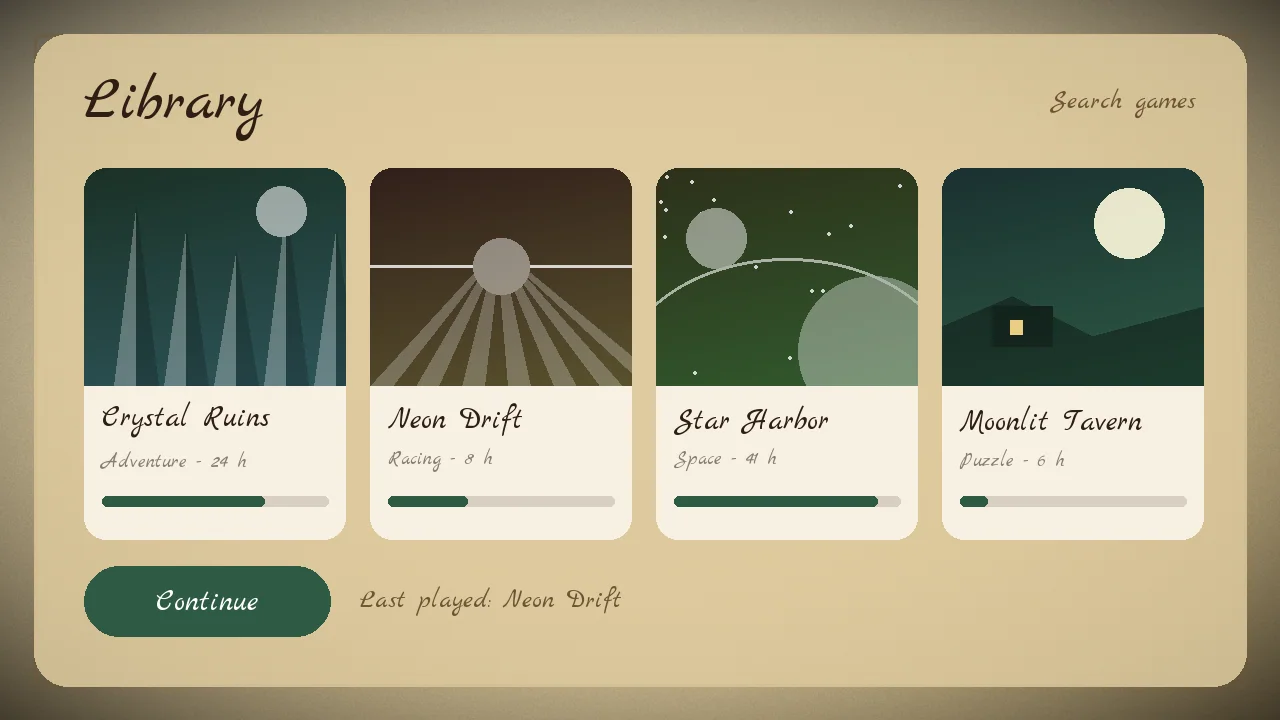 Library
Search games
Crystal Ruins
Adventure - 24 h
Neon Drift
Racing - 8 h
Star Harbor
Space - 41 h
Moonlit Tavern
Puzzle - 6 h
Continue
Last played: Neon Drift